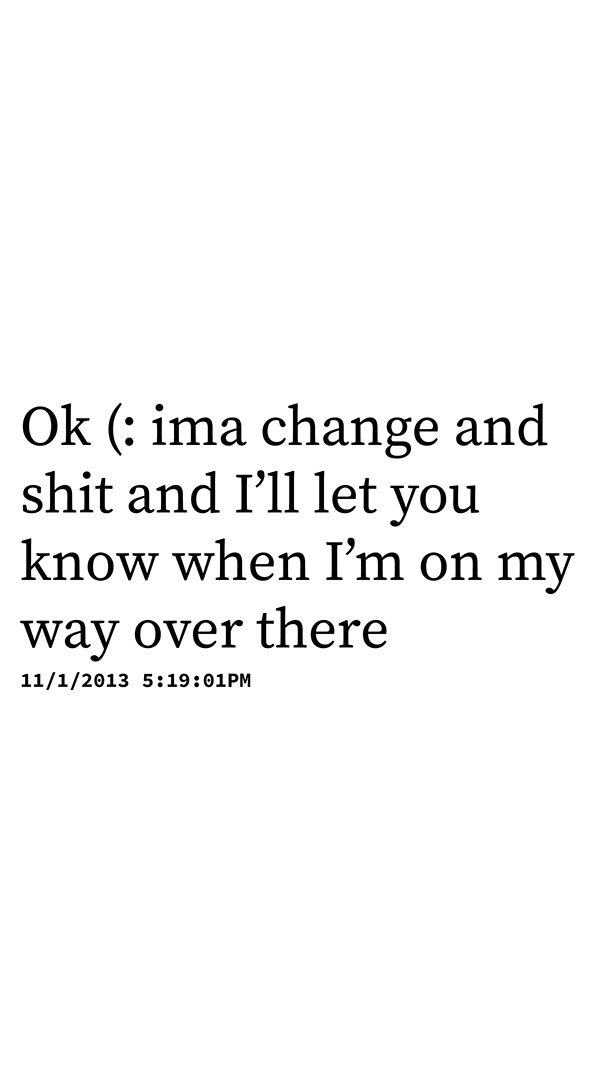 Ok (: ima change and
shit and I’ll let you
know when I’m on my
way over there
11/1/2013 5:19:01PM